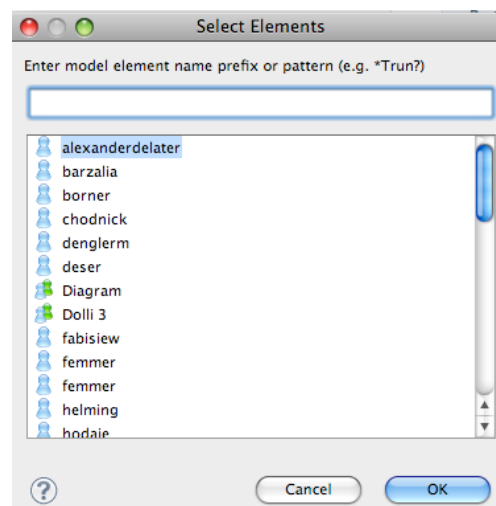 Select Elements
Enter model element name prefix or pattern (e.g. *Trun?)
alexanderdelater
barzalia
borner
chodnick
denglerm
deser
Diagram
Dolli 3
fabisiew
femmer
femmer
helming
hodaie
?
Cancel OK